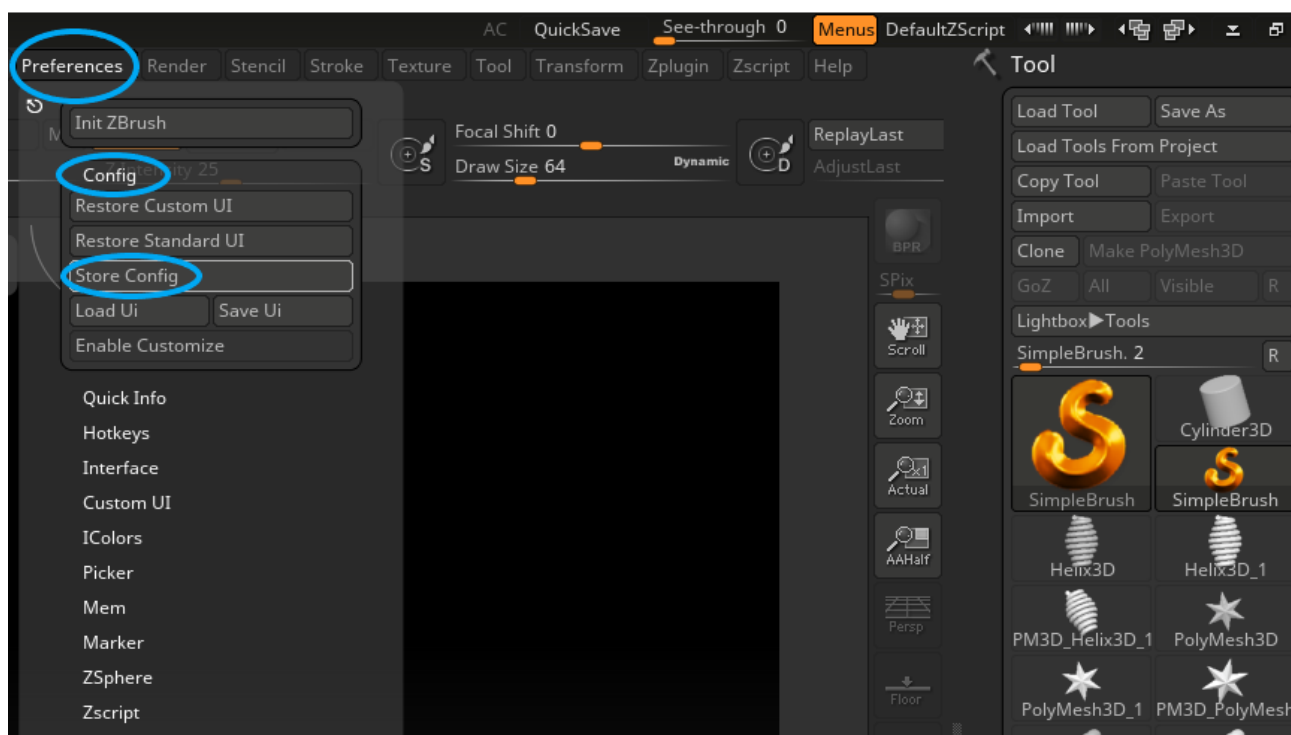 AC QuickSave See-through 0 Menus DefaultZScript
Preferences Render Stencil Stroke Texture Tool Transform Zplugin Zscript Help
Tool
Init ZBrush
Config
Restore Custom UI
Restore Standard UI
Store Config
Load Ui Save Ui
Enable Customize
Quick Info
Hotkeys
Interface
Custom UI
IColors
Picker
Mem
Marker
ZSphere
Zscript
M
25
S
Focal Shift 0
Draw Size 64 Dynamic
D
ReplayLast
AdjustLast
BPR
SPix
Scroll
Zoom
x1
Actual
AAHalf
Persp
Floor
Load Tool Save As
Load Tools From Project
Copy Tool Paste Tool
Import Export
Clone Make PolyMesh3D
GoZ All Visible R
Lightbox▶Tools
SimpleBrush. 2 R
Cylinder3D
SimpleBrush SimpleBrush
Helix3D Helix3D_1
PM3D_Helix3D_1 PolyMesh3D
PolyMesh3D_1 PM3D_PolyMesh